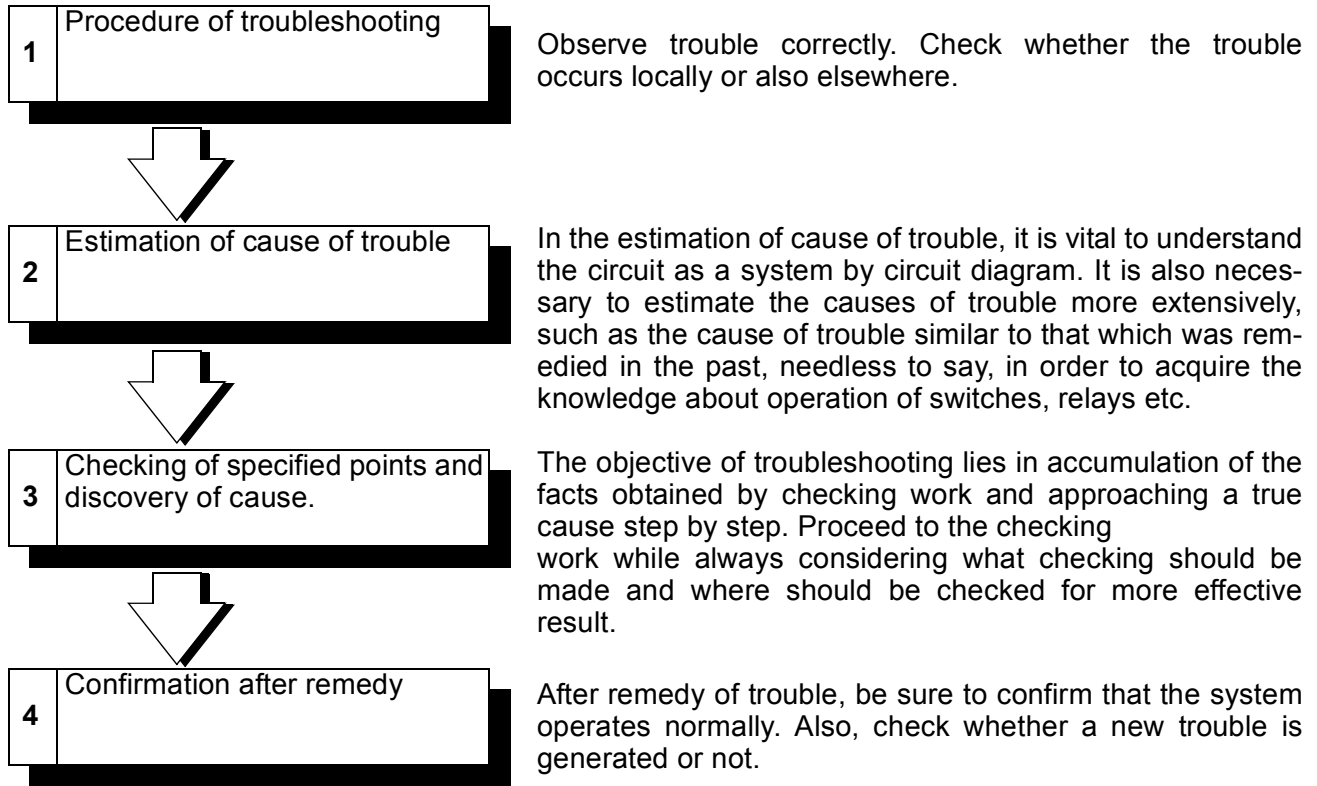 1
Procedure of troubleshooting
Observe trouble correctly. Check whether the trouble
occurs locally or also elsewhere.
2
Estimation of cause of trouble
In the estimation of cause of trouble, it is vital to understand
the circuit as a system by circuit diagram. It is also neces-
sary to estimate the causes of trouble more extensively,
such as the cause of trouble similar to that which was rem-
edied in the past, needless to say, in order to acquire the
knowledge about operation of switches, relays etc.
3
Checking of specified points and
discovery of cause.
The objective of troubleshooting lies in accumulation of the
facts obtained by checking work and approaching a true
cause step by step. Proceed to the checking
work while always considering what checking should be
made and where should be checked for more effective
result.
4
Confirmation after remedy
After remedy of trouble, be sure to confirm that the system
operates normally. Also, check whether a new trouble is
generated or not.